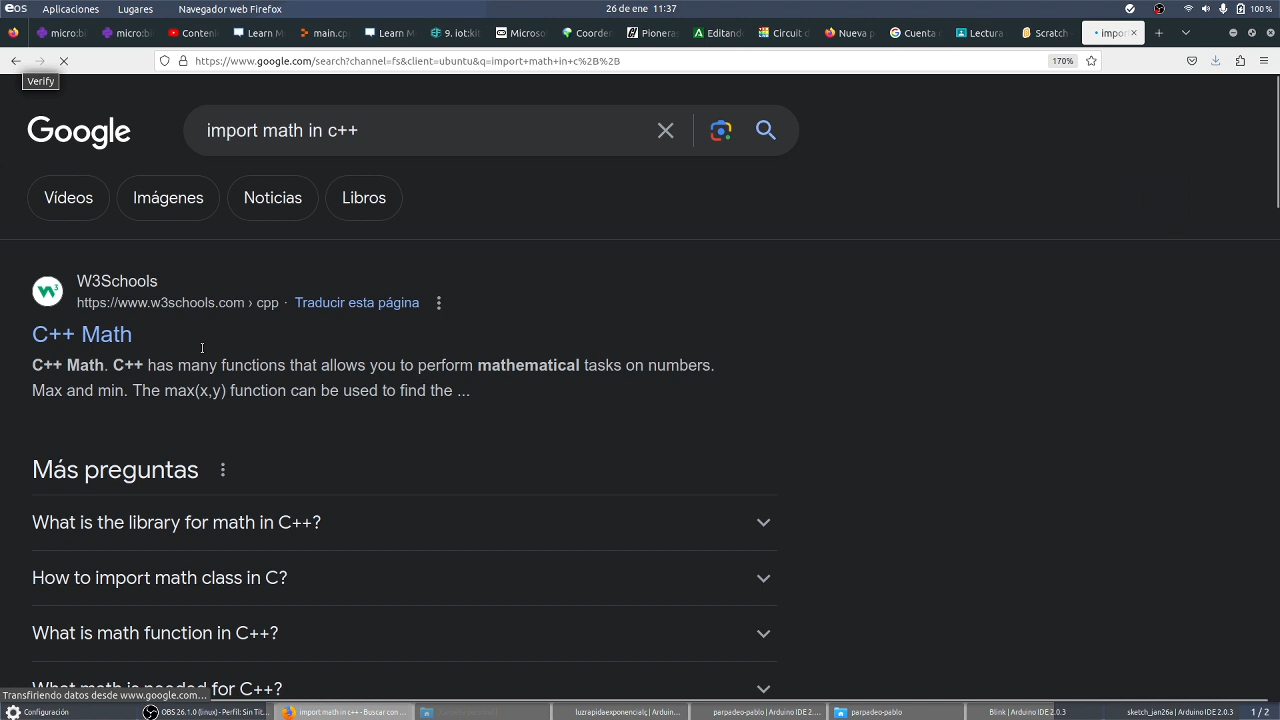 eos Aplicaciones Lugares Navegador web Firefox 26 de ene 11:37 100 %
micro:bi micro:bi Conteni Learn M main.cp Learn M 9. iot:kit Microso Coorder Pioneras Editando Circuit d Nueva p Cuenta Lectura Scratch impor
https://www.google.com/search?channel=fs&client=ubuntu&q=import+math+in+c%2B%2B 170%
Verify
Google import math in c++
Vídeos Imágenes Noticias Libros
W3Schools
https://www.w3schools.com › cpp · Traducir esta página
C++ Math
C++ Math. C++ has many functions that allows you to perform mathematical tasks on numbers.
Max and min. The max(x,y) function can be used to find the ...
Más preguntas
What is the library for math in C++?
How to import math class in C?
What is math function in C++?
What math is needed for C++?
Transfiriendo datos desde www.google.com...
Configuración OBS 26.1.0 (linux) - Perfil: Sin Tít... import math in c++ - Buscar con ... luzrapidaexponencialç | Arduin... parpadeo-pablo | Arduino IDE 2.... parpadeo-pablo Blink | Arduino IDE 2.0.3 sketch_jan26a | Arduino IDE 2.0.3 1 / 2